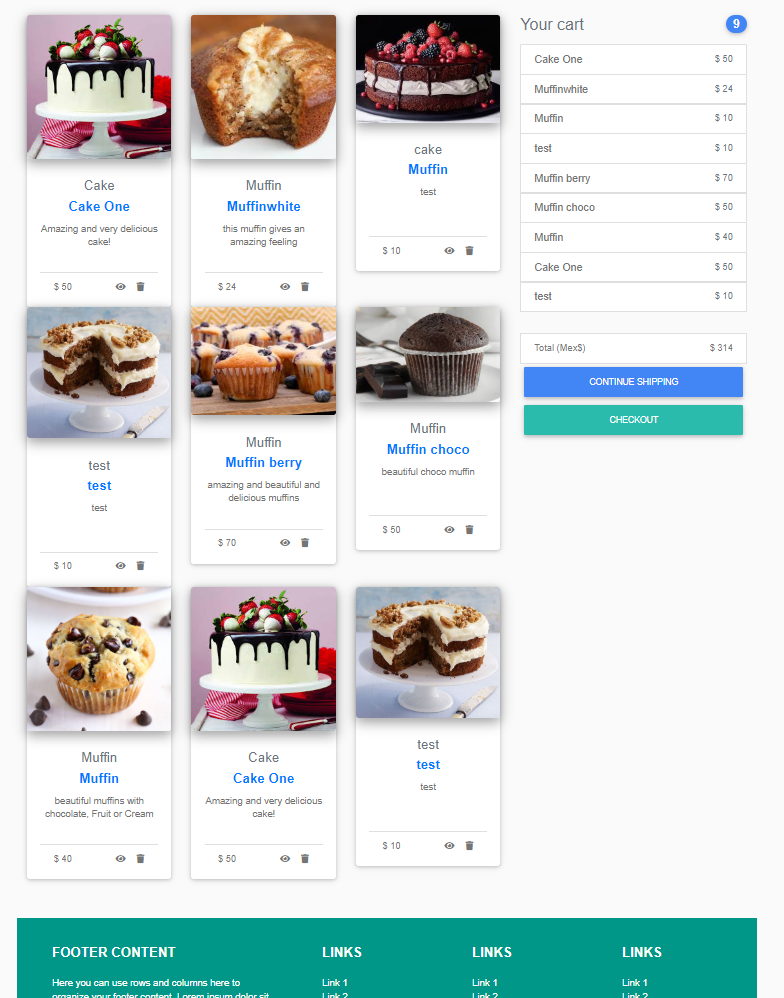 Cake
Cake One
Amazing and very delicious
cake!
$ 50
Muffin
Muffinwhite
this muffin gives an
amazing feeling
$ 24
cake
Muffin
test
$ 10
test
test
test
$ 10
Muffin
Muffin berry
amazing and beautiful and
delicious muffins
$ 70
Muffin
Muffin choco
beautiful choco muffin
$ 50
Muffin
Muffin
beautiful muffins with
chocolate, Fruit or Cream
$ 40
Cake
Cake One
Amazing and very delicious
cake!
$ 50
test
test
test
$ 10
Your cart 9
Cake One $ 50
Muffinwhite $ 24
Muffin $ 10
test $ 10
Muffin berry $ 70
Muffin choco $ 50
Muffin $ 40
Cake One $ 50
test $ 10
Total (Mex$) $ 314
CONTINUE SHIPPING
CHECKOUT
FOOTER CONTENT
Here you can use rows and columns here to
organize your footer content. Lorem ipsum dolor sit
LINKS
Link 1
Link 2
LINKS
Link 1
Link 2
LINKS
Link 1
Link 2